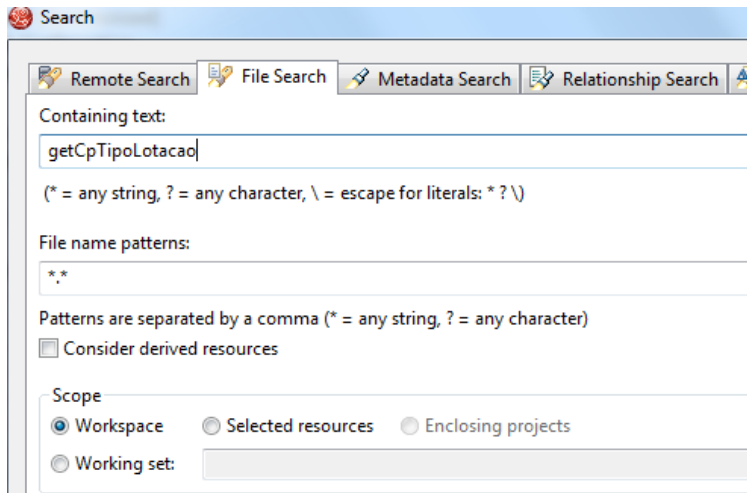 Search
Remote Search File Search Metadata Search Relationship Search
Containing text:
getCpTipoLotacao
(* = any string, ? = any character, \ = escape for literals: * ? \)
File name patterns:
*.*
Patterns are separated by a comma (* = any string, ? = any character)
Consider derived resources
Scope
Workspace Selected resources Enclosing projects
Working set: